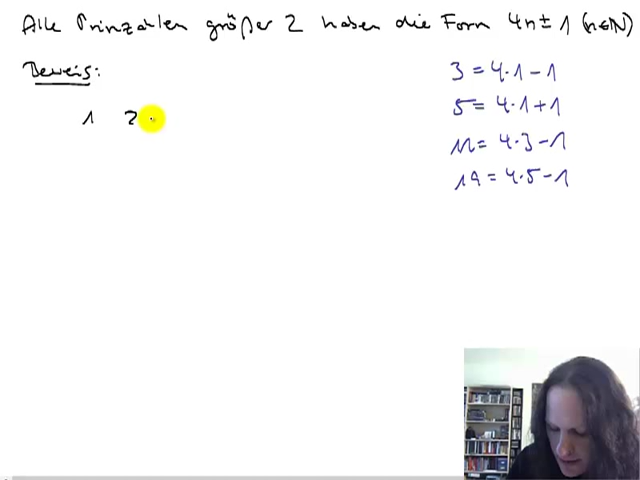 Alle Primzahlen größer 2 haben die Form 4n ± 1 (n∈ℕ)
Beweis:
1 2
3 = 4·1 - 1
5 = 4·1 + 1
11 = 4·3 - 1
19 = 4·5 - 1